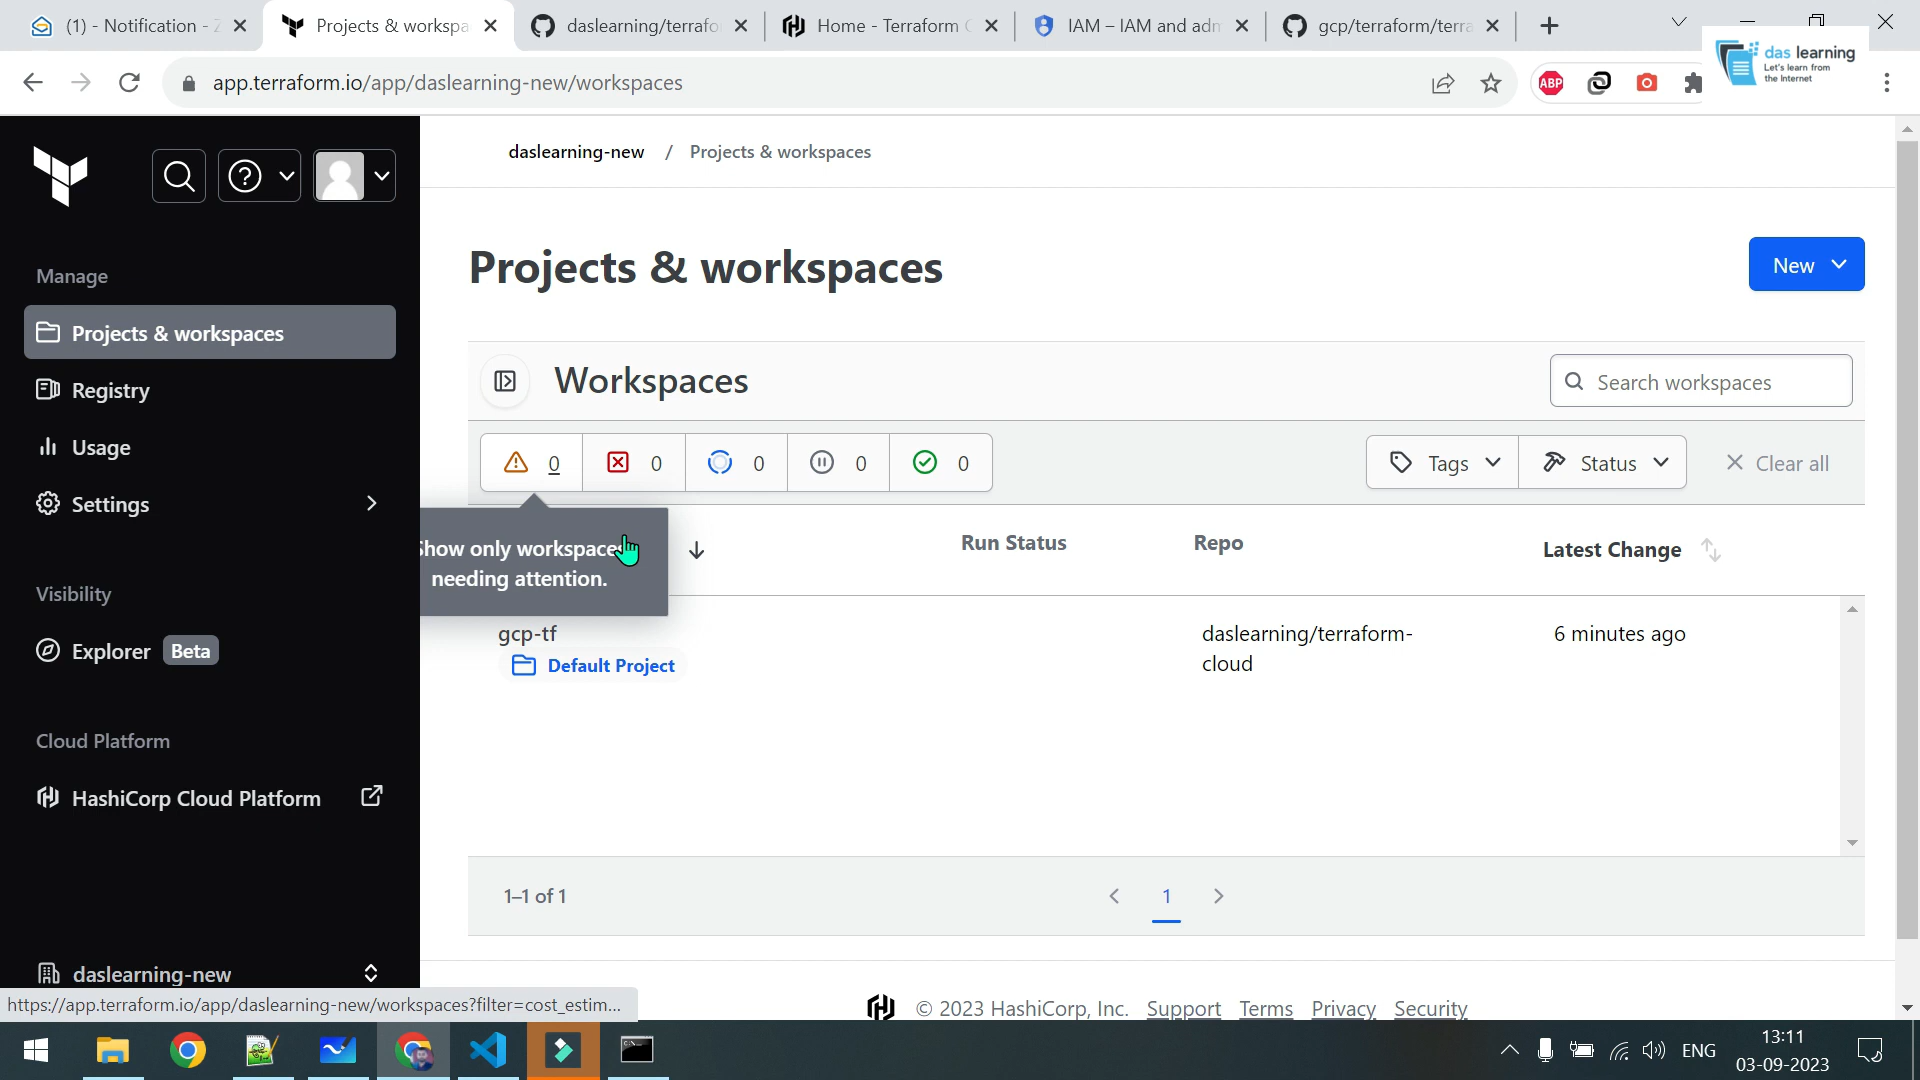 (1) - Notification - Z
Projects & workspa
daslearning/terrafo
Home - Terraform C
IAM – IAM and adm
gcp/terraform/terra
app.terraform.io/app/daslearning-new/workspaces
ABP
das learning
Let's learn from
the Internet
daslearning-new / Projects & workspaces
Manage
Projects & workspaces
Registry
Usage
Settings
Visibility
Explorer Beta
Cloud Platform
HashiCorp Cloud Platform
daslearning-new
Projects & workspaces
New
Workspaces
Search workspaces
0 0 0 0 0
Tags
Status
Clear all
Show only workspaces
needing attention.
Run Status
Repo
Latest Change
gcp-tf
Default Project
daslearning/terraform-
cloud
6 minutes ago
1–1 of 1
1
https://app.terraform.io/app/daslearning-new/workspaces?filter=cost_estim...
© 2023 HashiCorp, Inc. Support Terms Privacy Security
ENG
13:11
03-09-2023